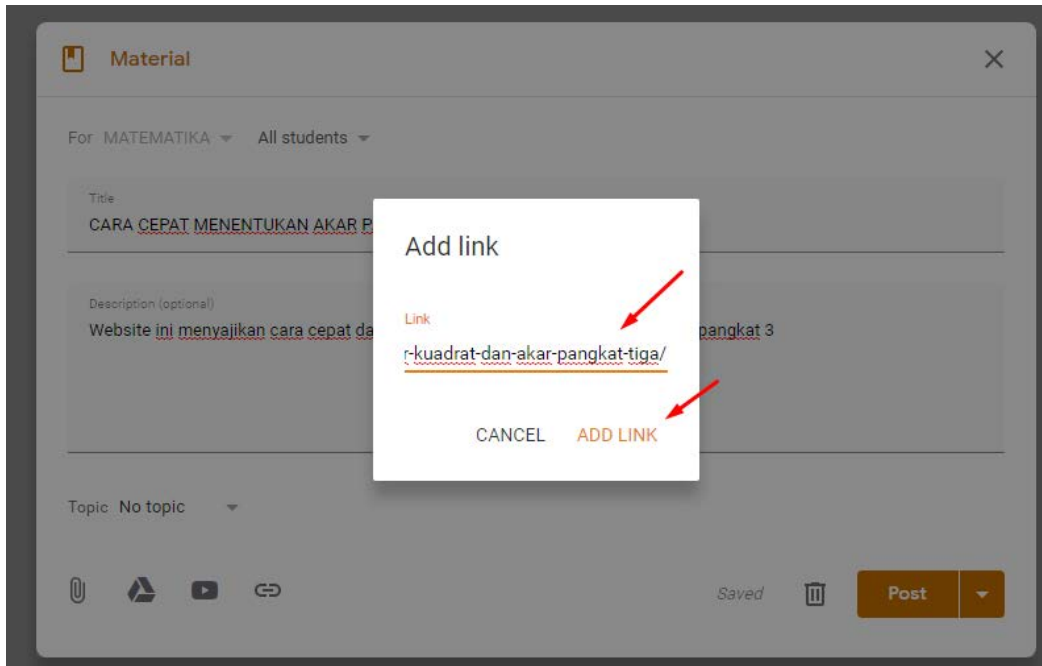 Material
For MATEMATIKA All students
Title
CARA CEPAT MENENTUKAN AKAR P
Description (optional)
Website ini menyajikan cara cepat da
pangkat 3
Add link
Link
r-kuadrat-dan-akar-pangkat-tiga/
CANCEL ADD LINK
Topic No topic
Saved Post